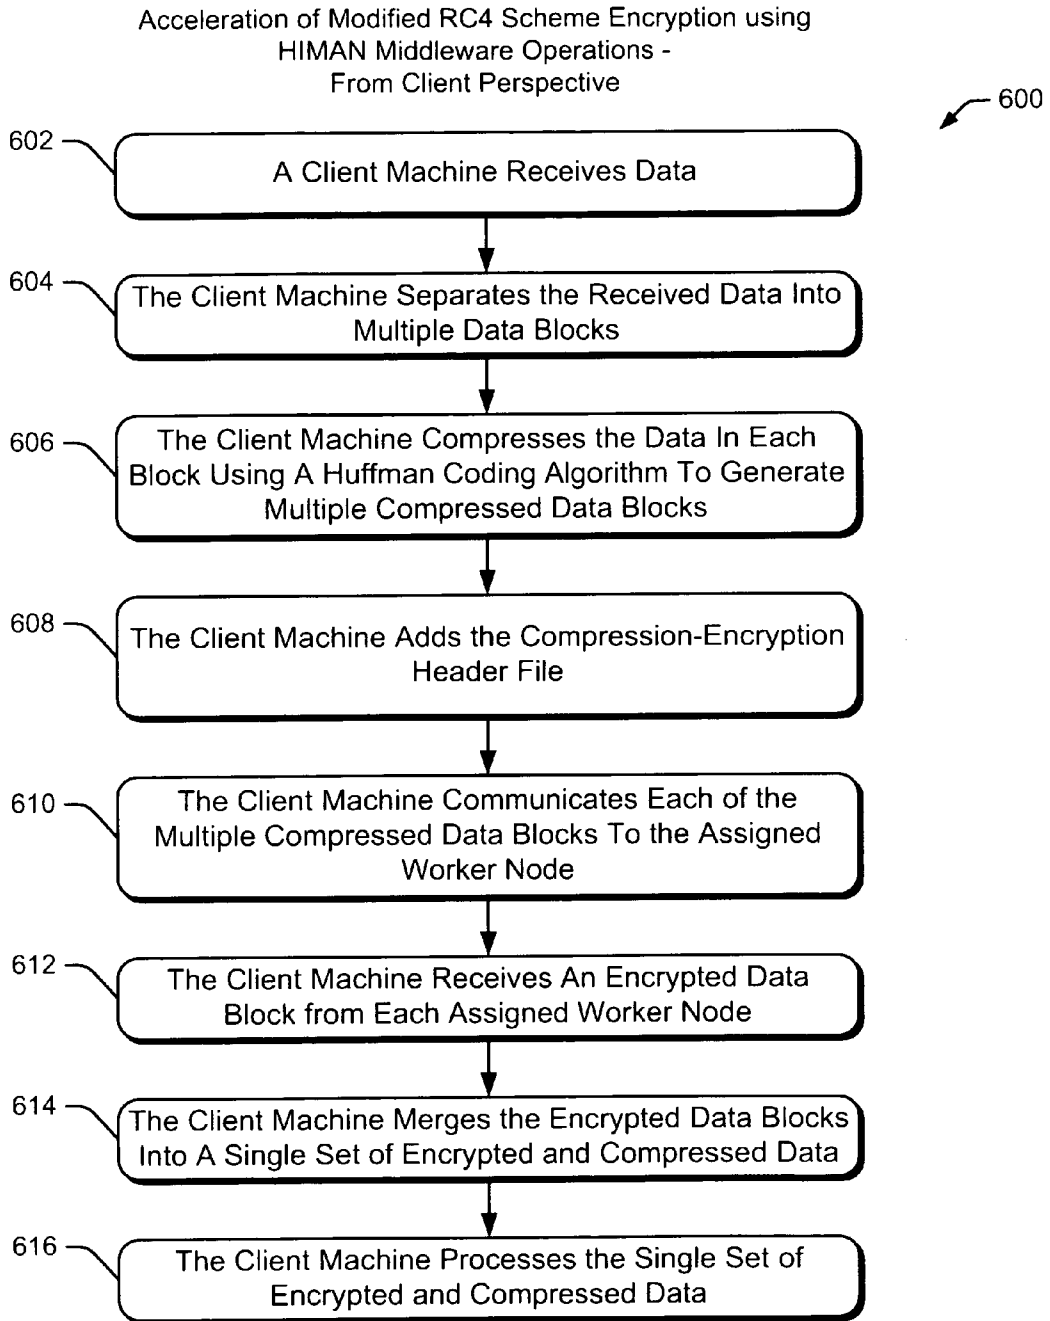 Acceleration of Modified RC4 Scheme Encryption using
HIMAN Middleware Operations -
From Client Perspective
600
602
A Client Machine Receives Data
604
The Client Machine Separates the Received Data Into
Multiple Data Blocks
606
The Client Machine Compresses the Data In Each
Block Using A Huffman Coding Algorithm To Generate
Multiple Compressed Data Blocks
608
The Client Machine Adds the Compression-Encryption
Header File
610
The Client Machine Communicates Each of the
Multiple Compressed Data Blocks To the Assigned
Worker Node
612
The Client Machine Receives An Encrypted Data
Block from Each Assigned Worker Node
614
The Client Machine Merges the Encrypted Data Blocks
Into A Single Set of Encrypted and Compressed Data
616
The Client Machine Processes the Single Set of
Encrypted and Compressed Data